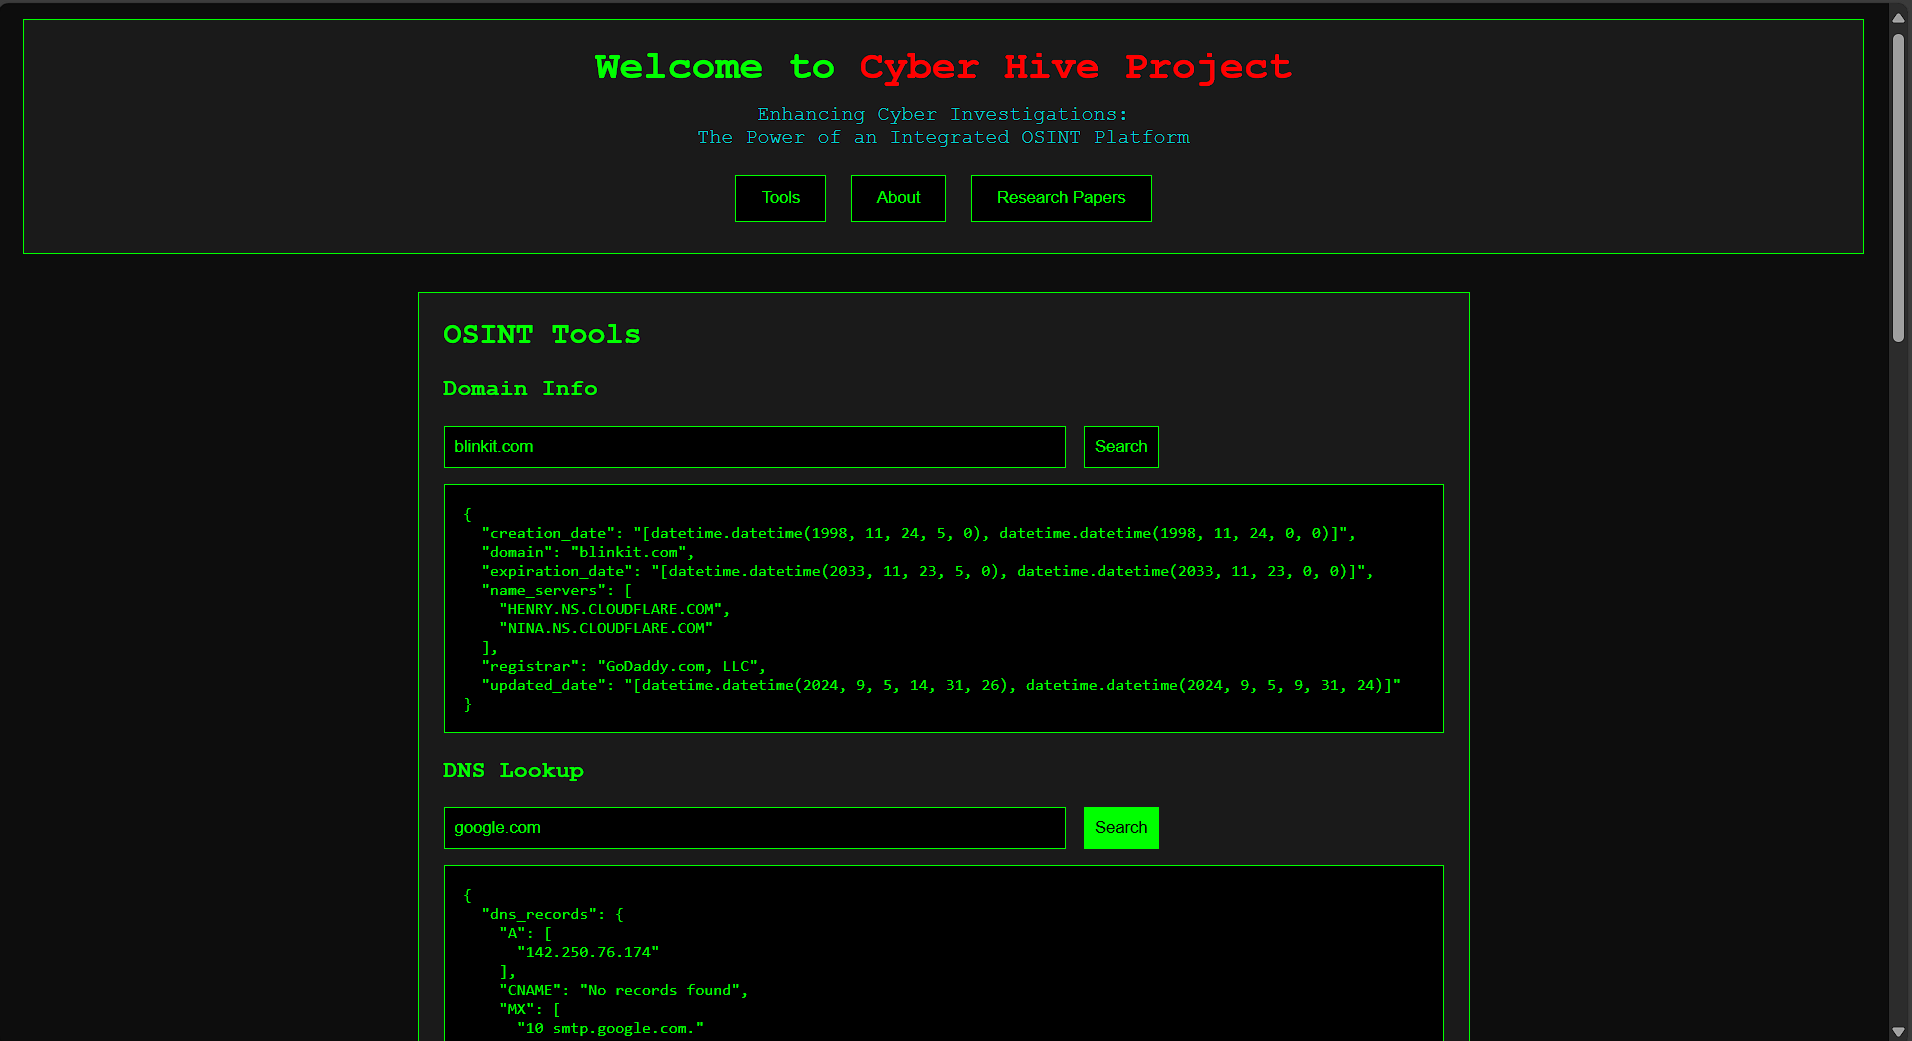 Welcome to Cyber Hive Project
Enhancing Cyber Investigations:
The Power of an Integrated OSINT Platform
Tools About Research Papers
OSINT Tools
Domain Info
blinkit.com Search
{
  "creation_date": "[datetime.datetime(1998, 11, 24, 5, 0), datetime.datetime(1998, 11, 24, 0, 0)]",
  "domain": "blinkit.com",
  "expiration_date": "[datetime.datetime(2033, 11, 23, 5, 0), datetime.datetime(2033, 11, 23, 0, 0)]",
  "name_servers": [
    "HENRY.NS.CLOUDFLARE.COM",
    "NINA.NS.CLOUDFLARE.COM"
  ],
  "registrar": "GoDaddy.com, LLC",
  "updated_date": "[datetime.datetime(2024, 9, 5, 14, 31, 26), datetime.datetime(2024, 9, 5, 9, 31, 24)]"
}
DNS Lookup
google.com Search
{
  "dns_records": {
    "A": [
      "142.250.76.174"
    ],
    "CNAME": "No records found",
    "MX": [
      "10 smtp.google.com."